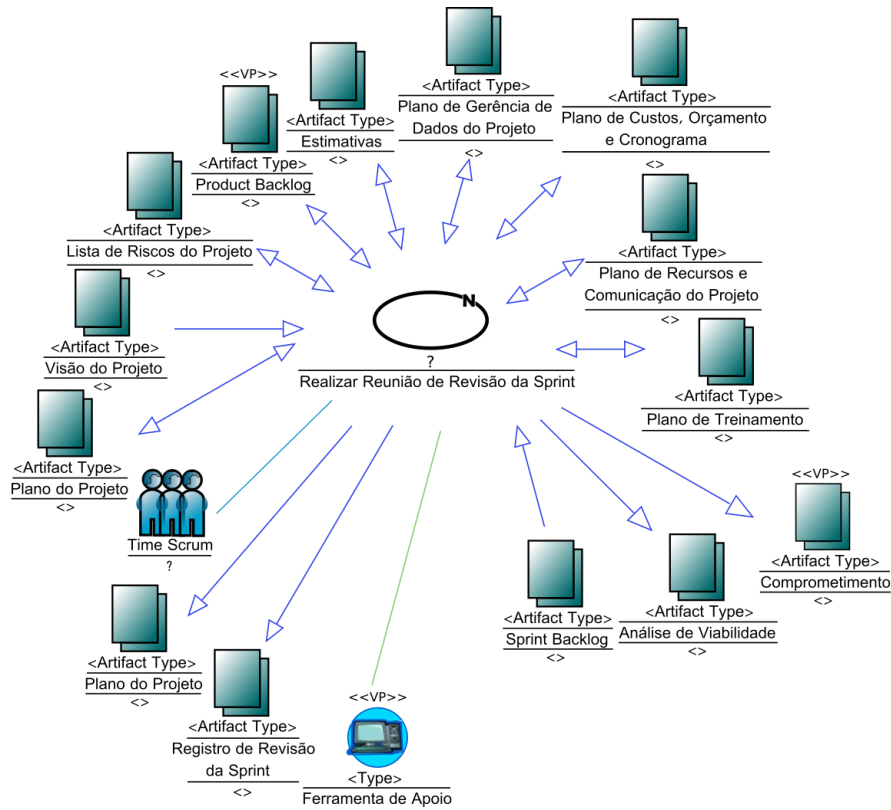 <Artifact Type>
Plano de Gerência de
Dados do Projeto
<>
<Artifact Type>
Plano de Custos, Orçamento
e Cronograma
<>
<Artifact Type>
Estimativas
<>
<<VP>>
<Artifact Type>
Product Backlog
<>
<Artifact Type>
Lista de Riscos do Projeto
<>
<Artifact Type>
Plano de Recursos e
Comunicação do Projeto
<>
<Artifact Type>
Visão do Projeto
<>
N
?
Realizar Reunião de Revisão da Sprint
<Artifact Type>
Plano de Treinamento
<>
<Artifact Type>
Plano do Projeto
<>
Time Scrum
?
<<VP>>
<Artifact Type>
Comprometimento
<>
<Artifact Type>
Sprint Backlog
<>
<Artifact Type>
Análise de Viabilidade
<>
<Artifact Type>
Plano do Projeto
<>
<Artifact Type>
Registro de Revisão
da Sprint
<>
<<VP>>
<Type>
Ferramenta de Apoio